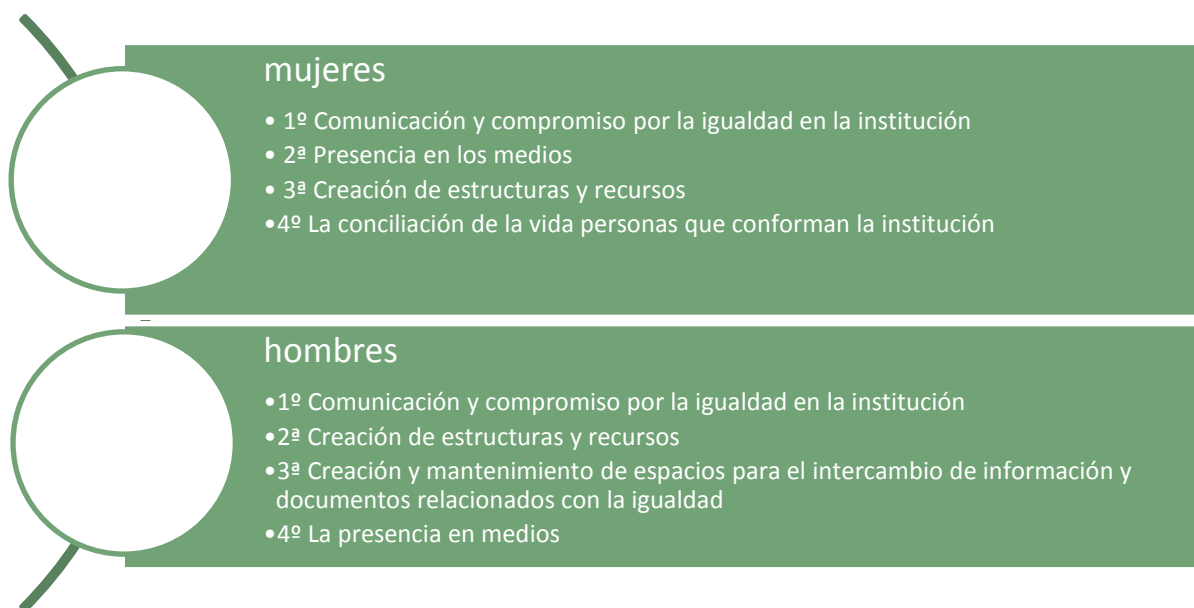 mujeres
• 1º Comunicación y compromiso por la igualdad en la institución
• 2ª Presencia en los medios
• 3ª Creación de estructuras y recursos
•4º La conciliación de la vida personas que conforman la institución
hombres
•1º Comunicación y compromiso por la igualdad en la institución
•2ª Creación de estructuras y recursos
•3ª Creación y mantenimiento de espacios para el intercambio de información y
documentos relacionados con la igualdad
•4º La presencia en medios